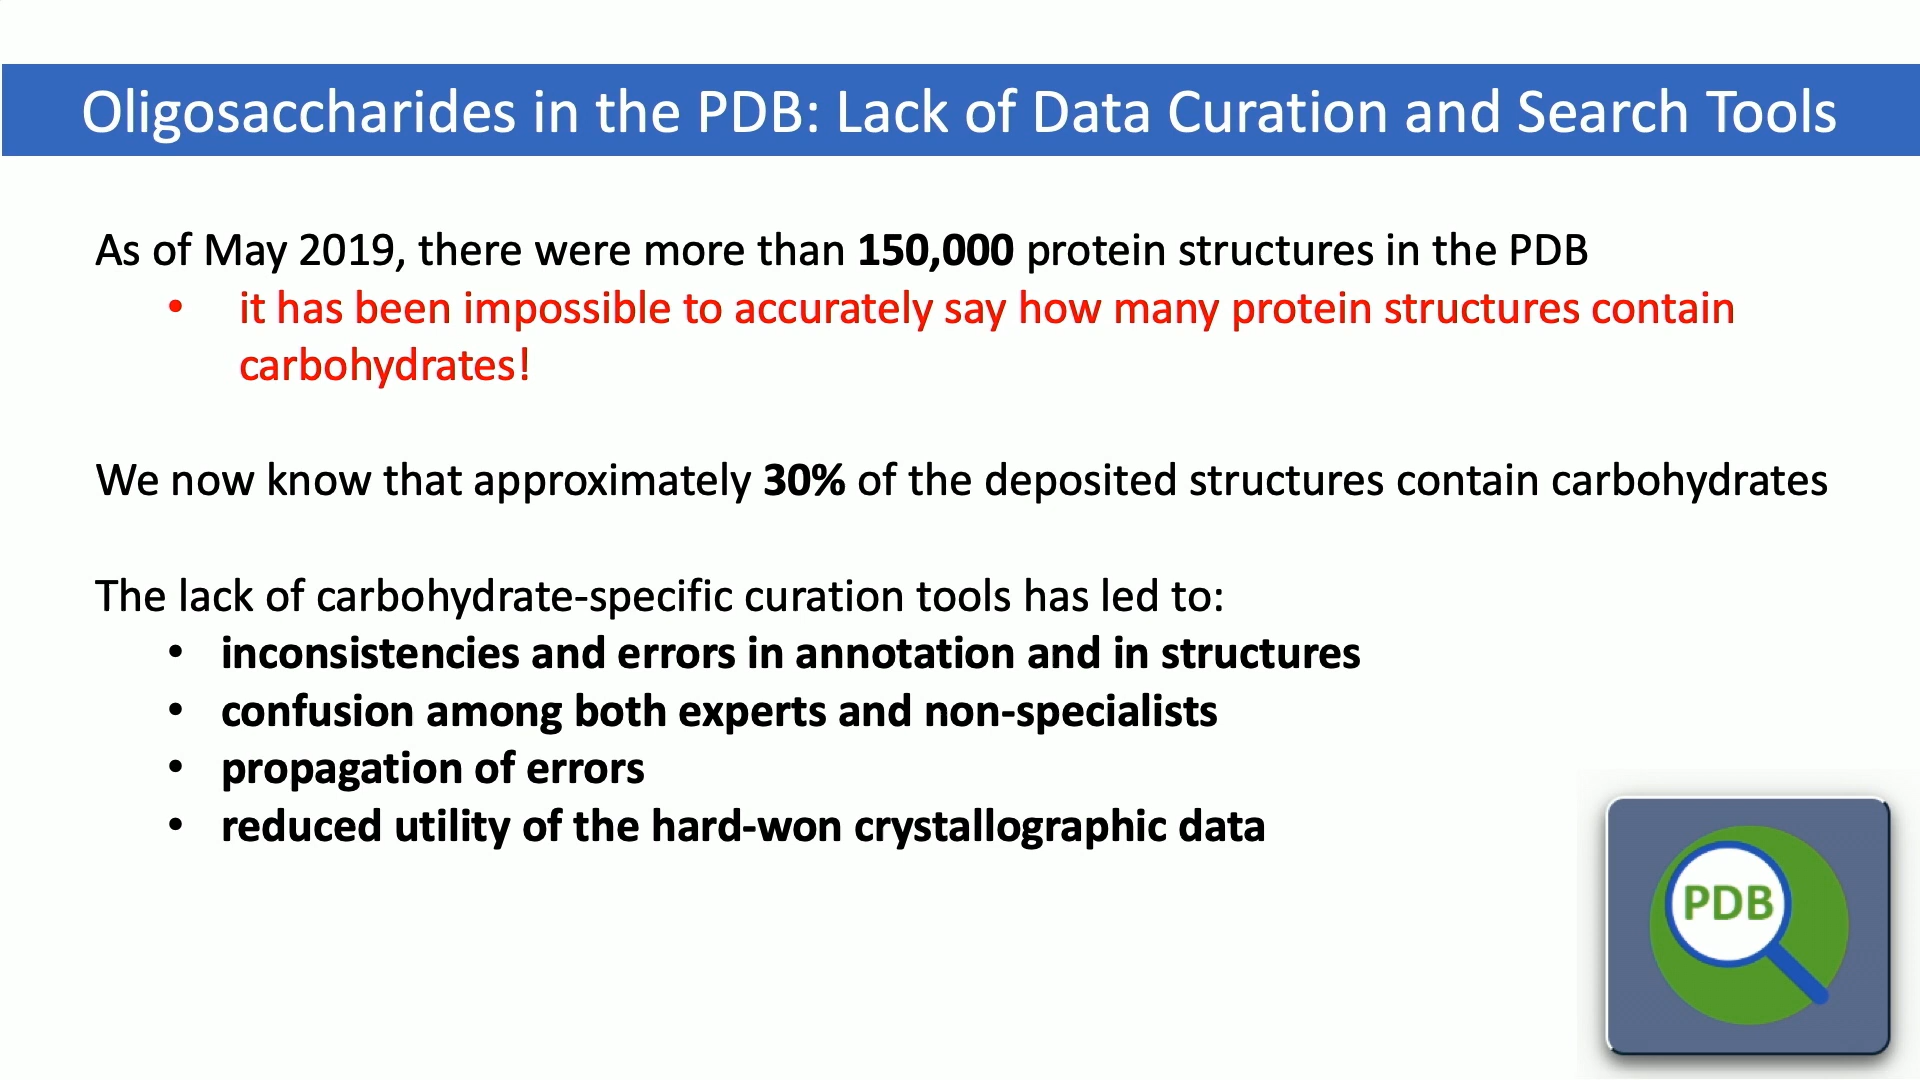 Oligosaccharides in the PDB: Lack of Data Curation and Search Tools
As of May 2019, there were more than 150,000 protein structures in the PDB
• it has been impossible to accurately say how many protein structures contain
carbohydrates!
We now know that approximately 30% of the deposited structures contain carbohydrates
The lack of carbohydrate-specific curation tools has led to:
• inconsistencies and errors in annotation and in structures
• confusion among both experts and non-specialists
• propagation of errors
• reduced utility of the hard-won crystallographic data
PDB